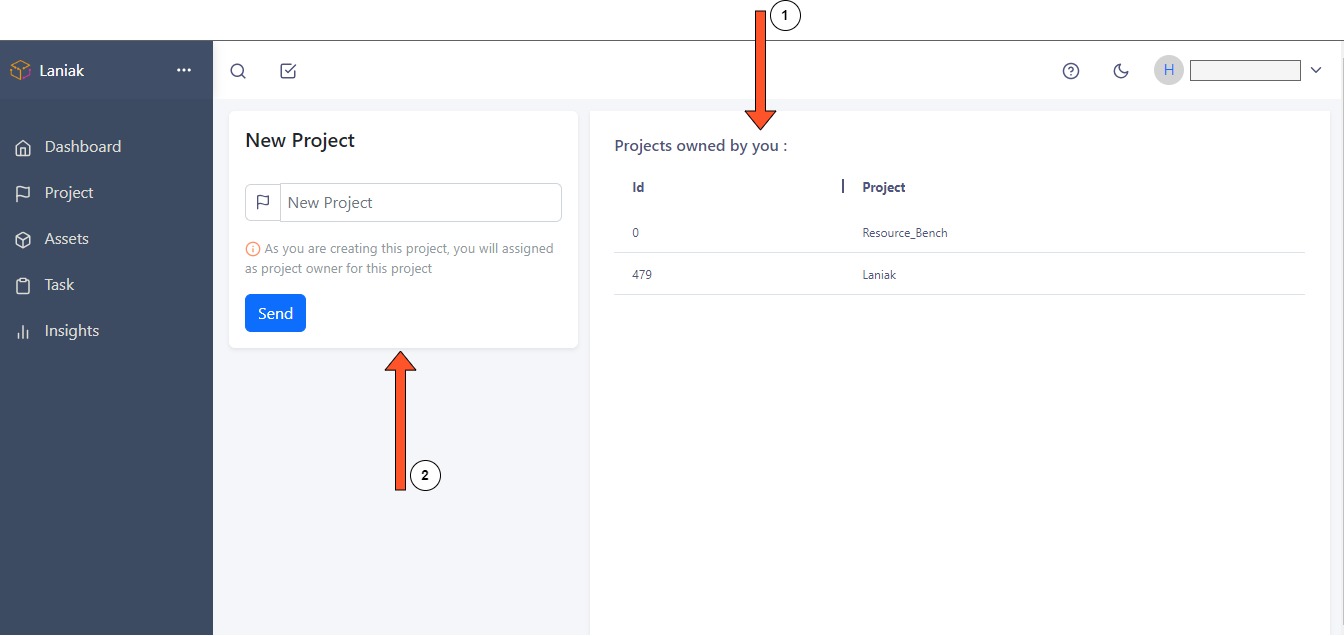 1
Laniak
H
Dashboard
Project
Assets
Task
Insights
New Project
New Project
As you are creating this project, you will assigned
as project owner for this project
Send
2
Projects owned by you :
Id Project
0 Resource_Bench
479 Laniak